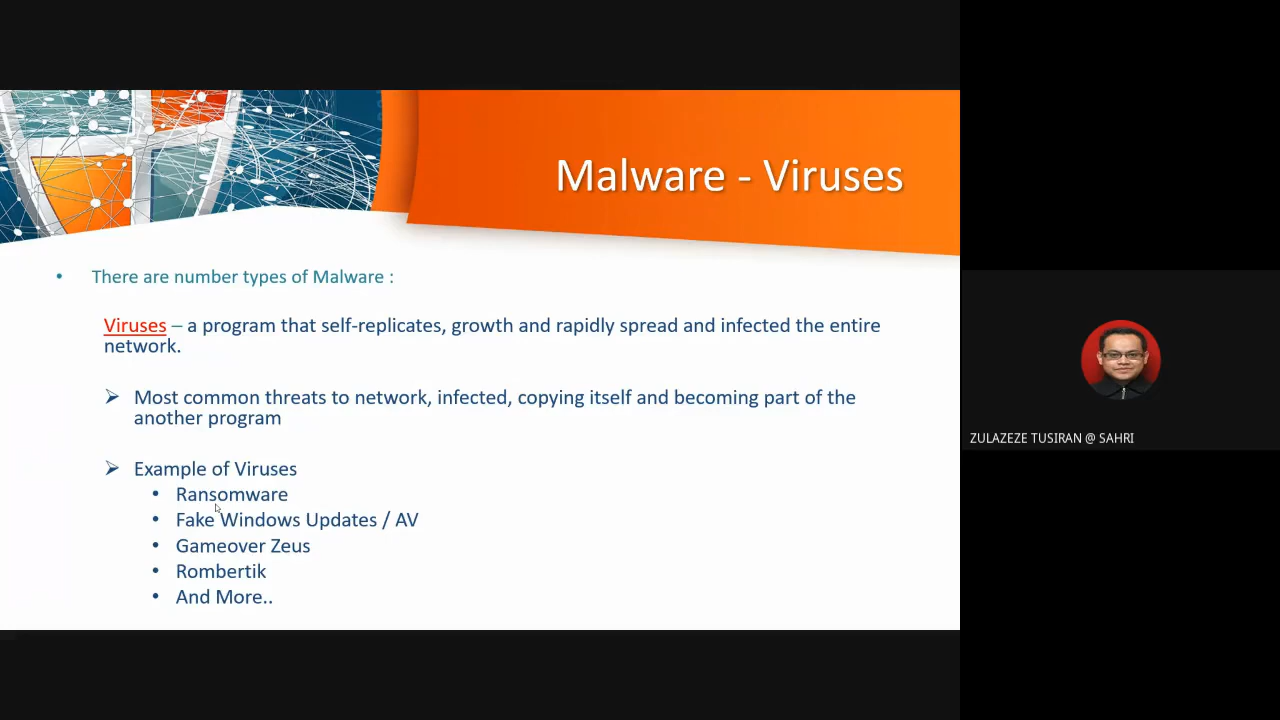 Malware - Viruses
• There are number types of Malware :
Viruses – a program that self-replicates, growth and rapidly spread and infected the entire
network.
➢ Most common threats to network, infected, copying itself and becoming part of the
another program
➢ Example of Viruses
• Ransomware
• Fake Windows Updates / AV
• Gameover Zeus
• Rombertik
• And More..
ZULAZEZE TUSIRAN @ SAHRI